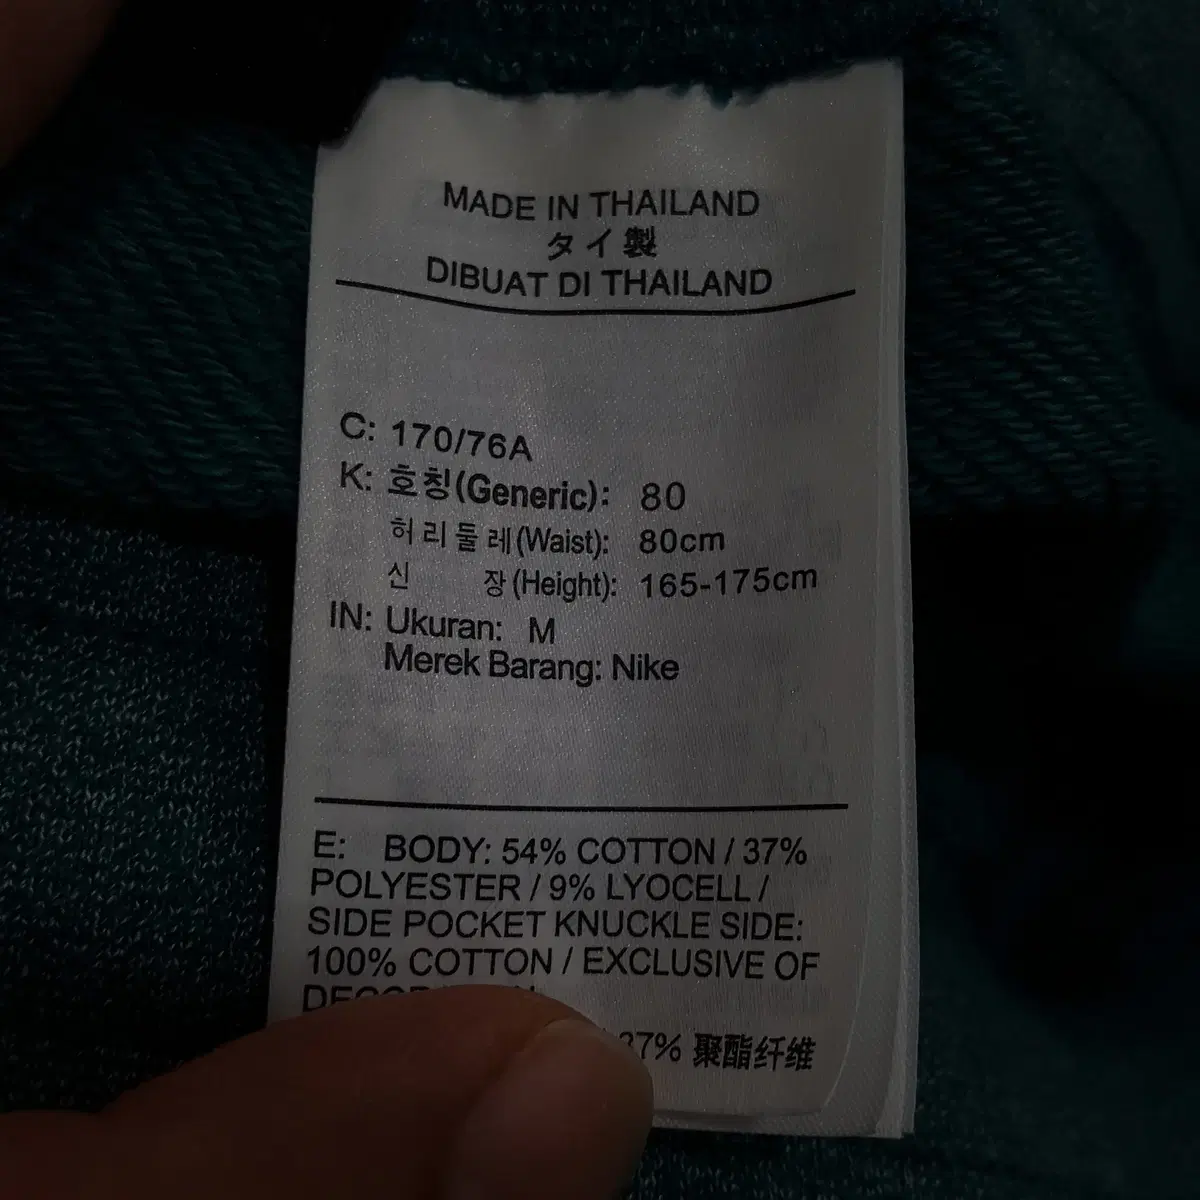 MADE IN THAILAND
タイ製
DIBUAT DI THAILAND
C: 170/76A
K: 호칭(Generic): 80
허리둘레(Waist): 80cm
신 장(Height): 165-175cm
IN: Ukuran: M
Merek Barang: Nike
E: BODY: 54% COTTON / 37%
POLYESTER / 9% LYOCELL /
SIDE POCKET KNUCKLE SIDE:
100% COTTON / EXCLUSIVE OF
37% 聚酯纤维